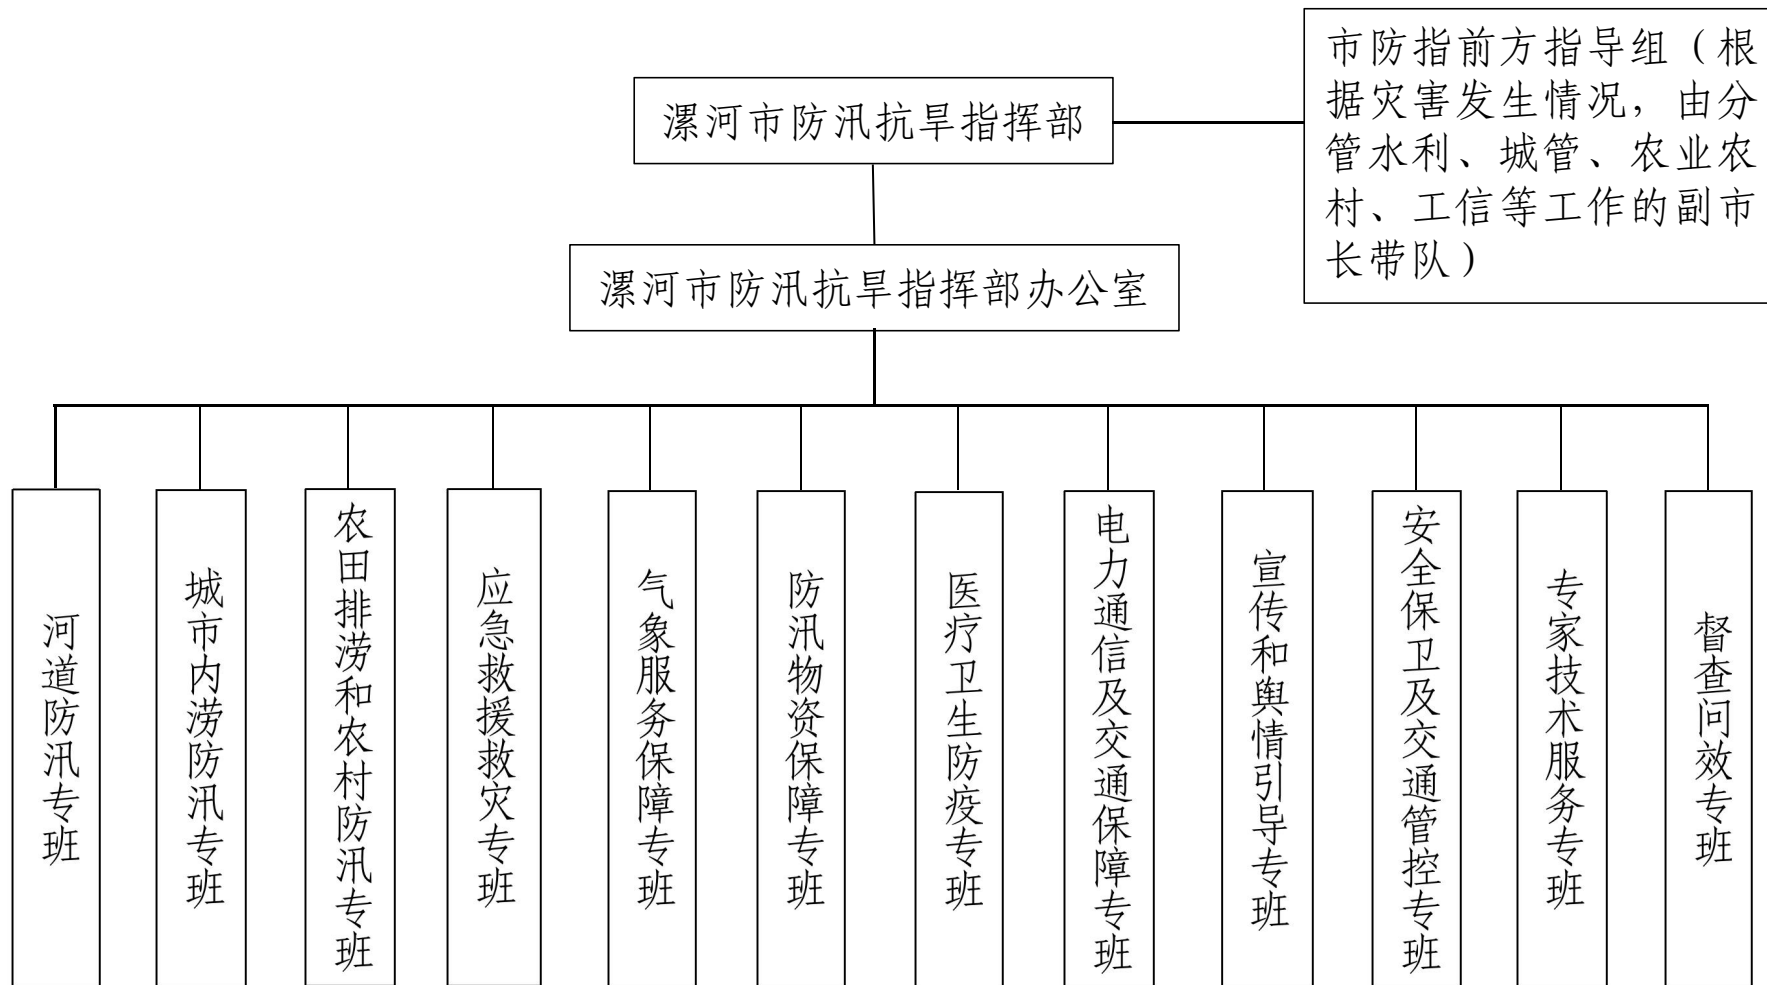 漯河市防汛抗旱指挥部
市防指前方指导组（根
据灾害发生情况，由分
管水利、城管、农业农
村、工信等工作的副市
长带队）
漯河市防汛抗旱指挥部办公室
河道防汛专班
城市内涝防汛专班
农田排涝和农村防汛专班
应急救援救灾专班
气象服务保障专班
防汛物资保障专班
医疗卫生防疫专班
电力通信及交通保障专班
宣传和舆情引导专班
安全保卫及交通管控专班
专家技术服务专班
督查问效专班